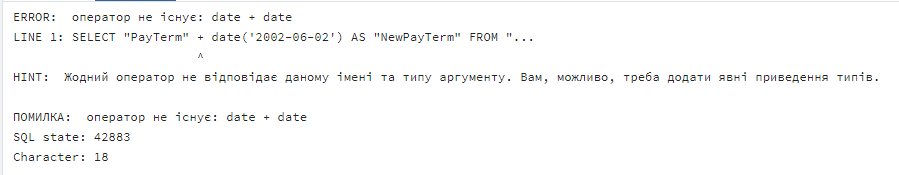 ERROR:  оператор не існує: date + date
LINE 1: SELECT "PayTerm" + date('2002-06-02') AS "NewPayTerm" FROM "...
^
HINT:  Жодний оператор не відповідає даному імені та типу аргументу. Вам, можливо, треба додати явні приведення типів.
ПОМИЛКА:  оператор не існує: date + date
SQL state: 42883
Character: 18